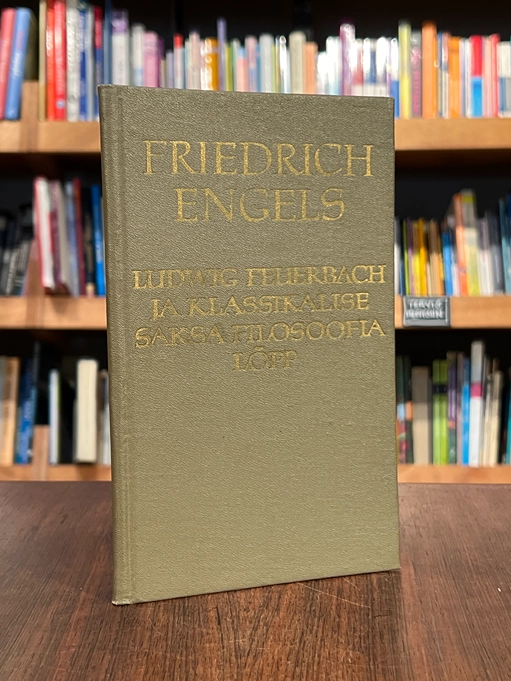 FRIEDRICH
ENGELS
LUDWIG FEUERBACH
JA KLASSIKALISE
SAKSA FILOSOOFIA
LÕPP